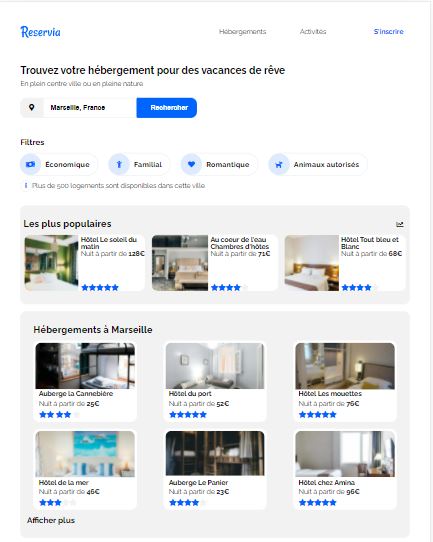 Reservia
Hébergements
Activités
S'inscrire
Trouvez votre hébergement pour des vacances de rêve
En plein centre ville ou en pleine nature
Marseille, France
Rechercher
Filtres
Économique
Familial
Romantique
Animaux autorisés
Plus de 500 logements sont disponibles dans cette ville
Les plus populaires
Hôtel Le soleil du
matin
Nuit à partir de 128€
Au coeur de l'eau
Chambres d'hôtes
Nuit à partir de 71€
Hôtel Tout bleu et
Blanc
Nuit à partir de 68€
Hébergements à Marseille
Auberge la Cannebière
Nuit à partir de 25€
Hôtel du port
Nuit à partir de 52€
Hôtel Les mouettes
Nuit à partir de 76€
Hôtel de la mer
Nuit à partir de 46€
Auberge Le Panier
Nuit à partir de 23€
Hôtel chez Amina
Nuit à partir de 96€
Afficher plus